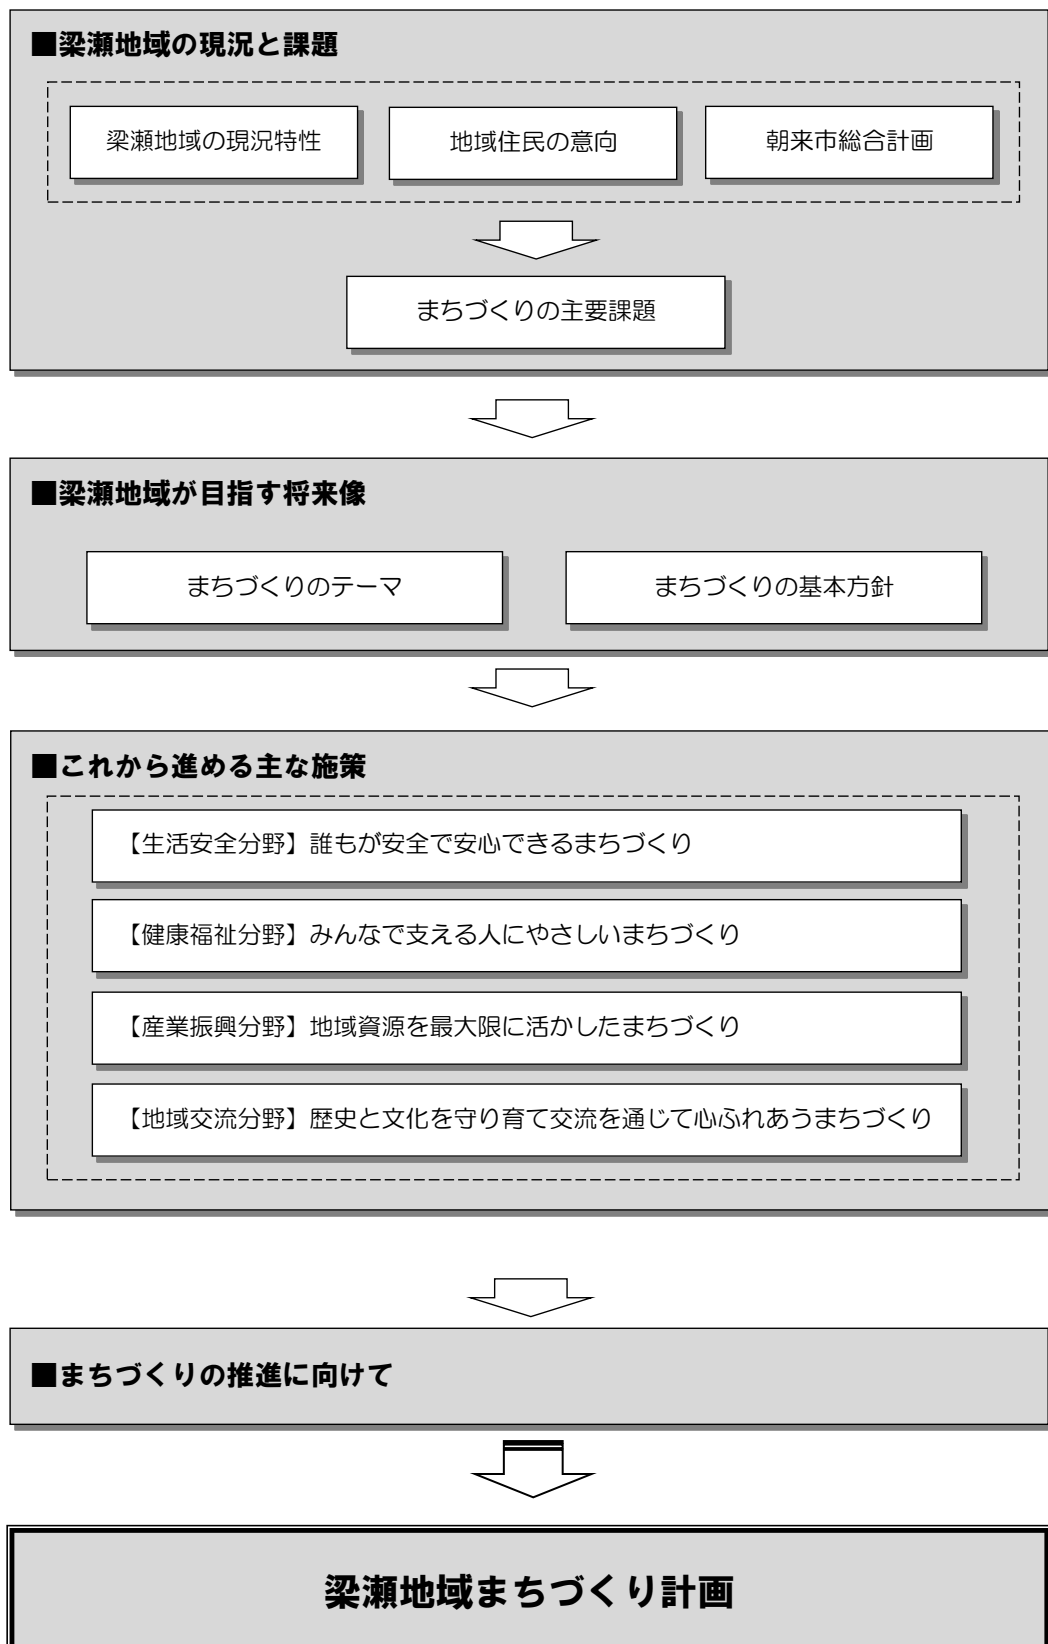 ■梁瀬地域の現況と課題
梁瀬地域の現況特性
地域住民の意向
朝来市総合計画
まちづくりの主要課題
■梁瀬地域が目指す将来像
まちづくりのテーマ
まちづくりの基本方針
■これから進める主な施策
【生活安全分野】誰もが安全で安心できるまちづくり
【健康福祉分野】みんなで支える人にやさしいまちづくり
【産業振興分野】地域資源を最大限に活かしたまちづくり
【地域交流分野】歴史と文化を守り育て交流を通じて心ふれあうまちづくり
■まちづくりの推進に向けて
梁瀬地域まちづくり計画